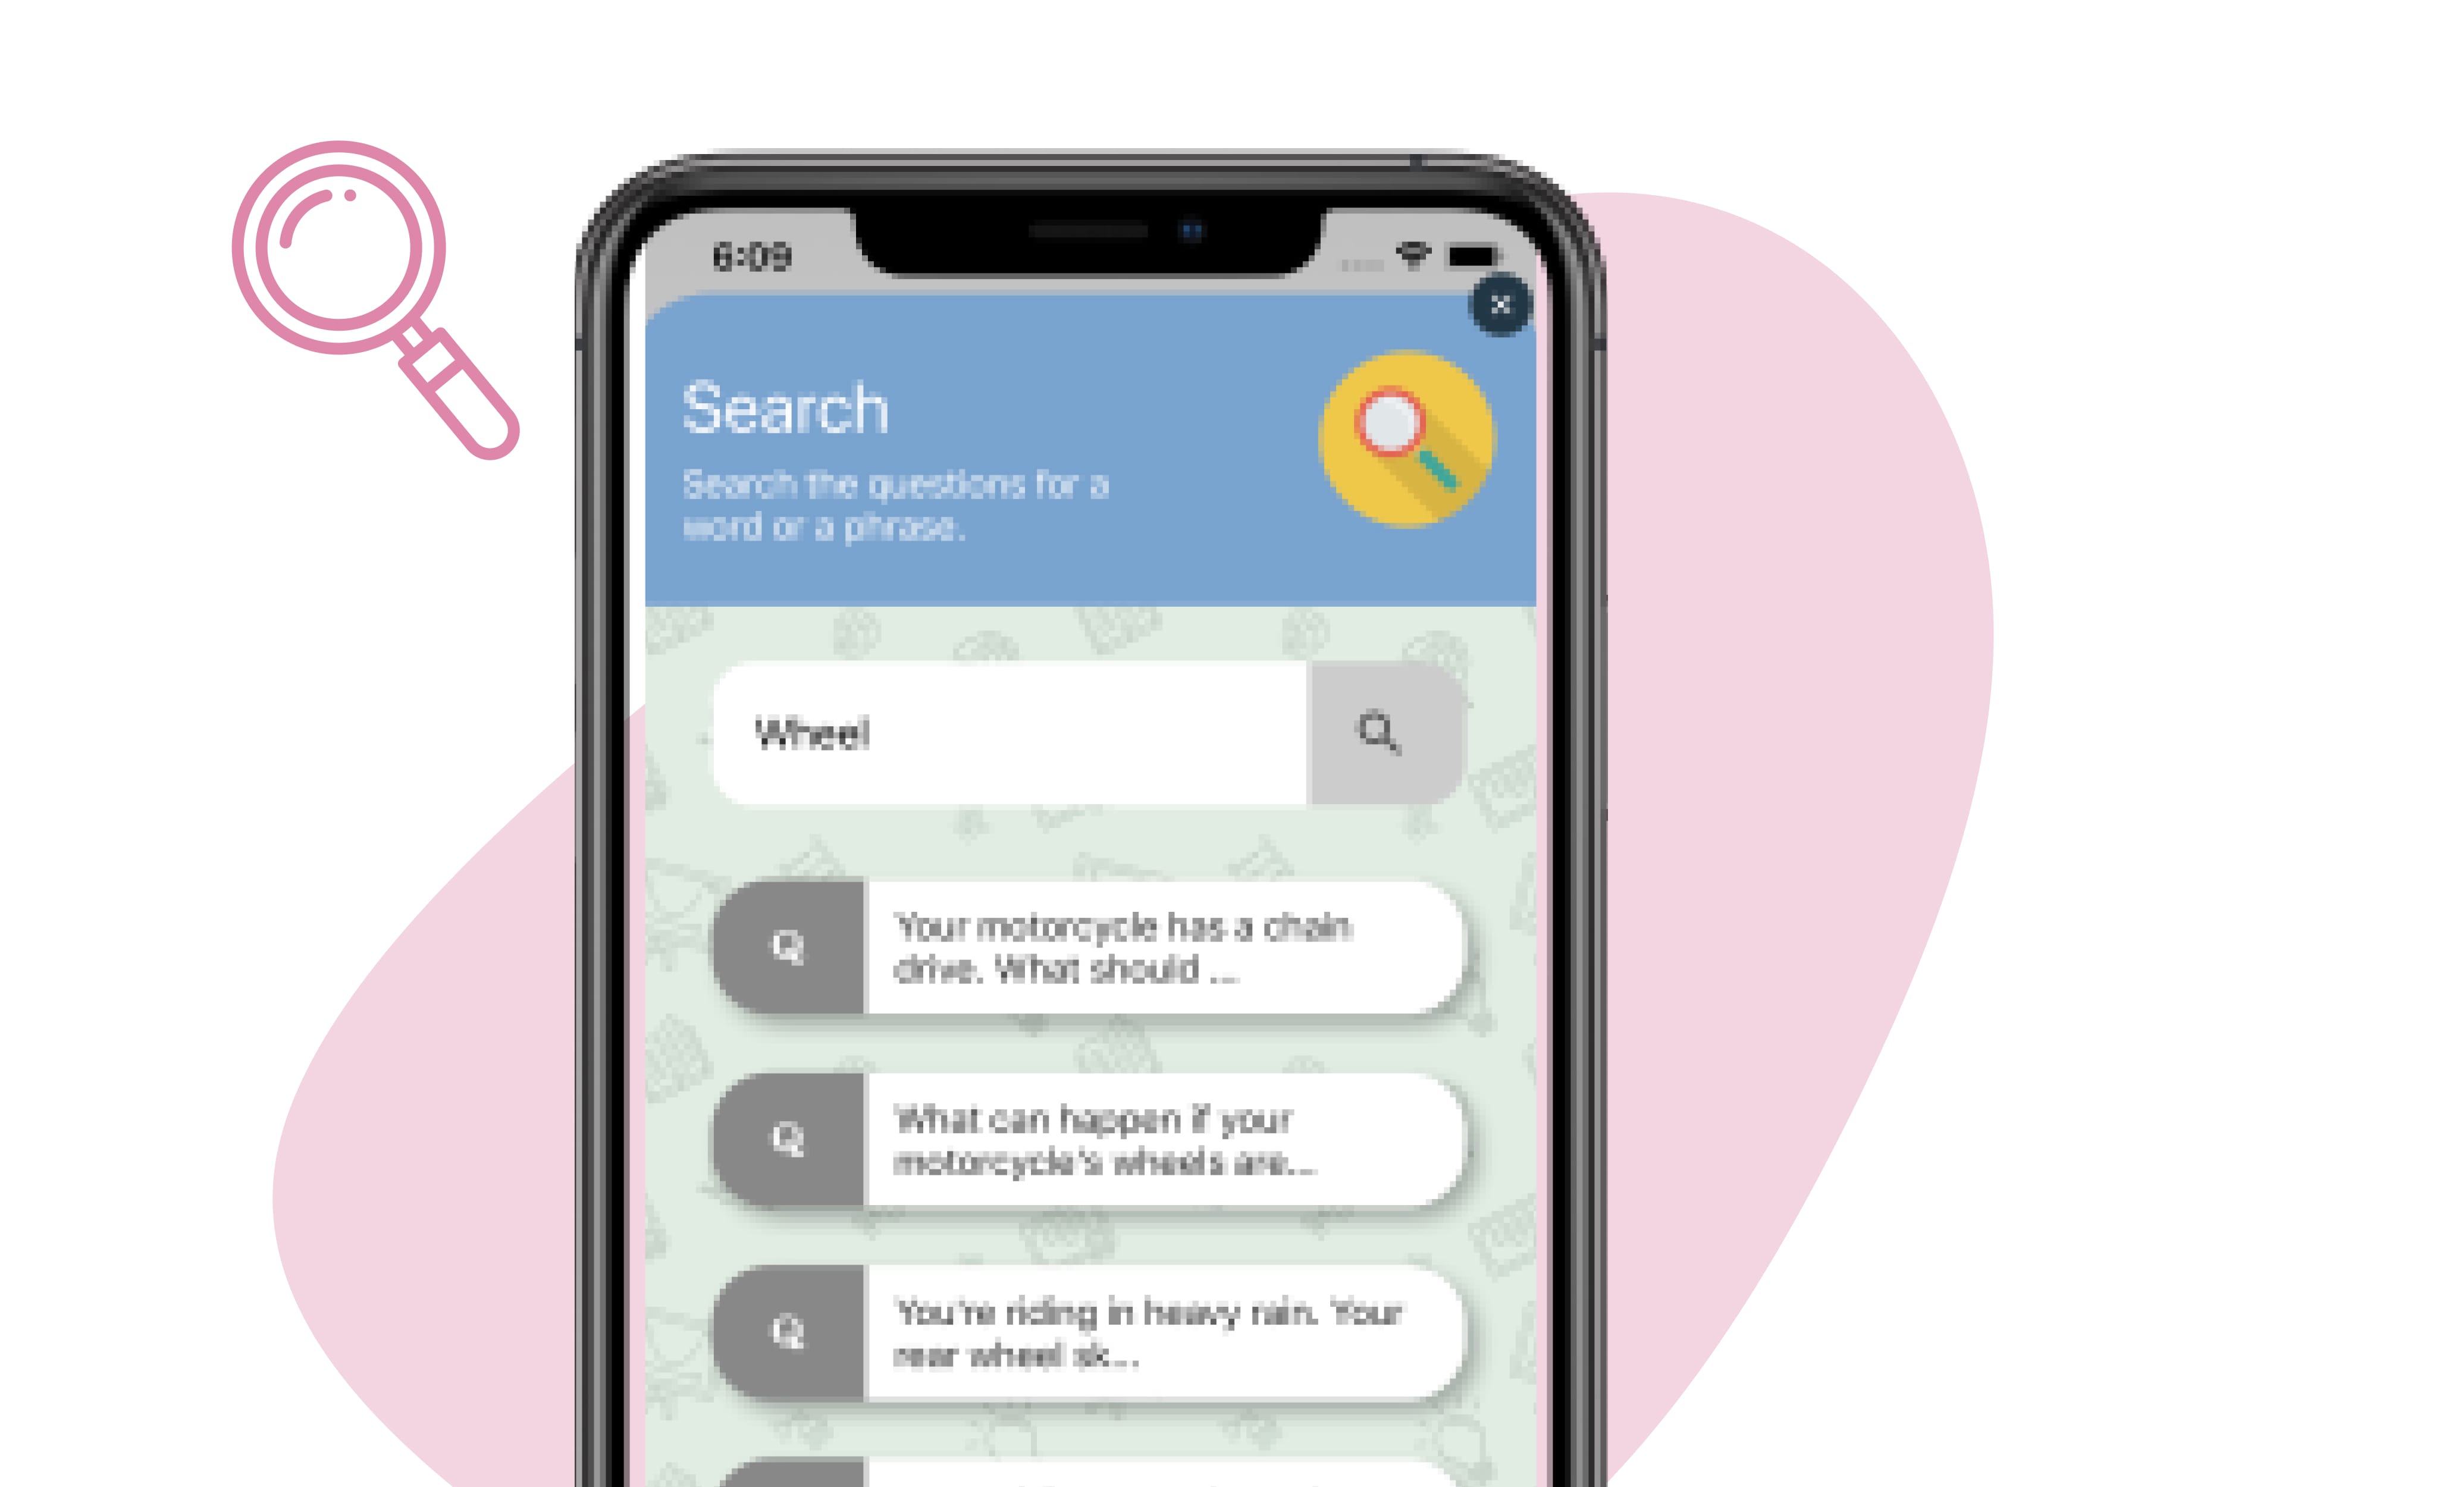 6:09
Search
Search the questions for a
word or a phrase.
Wheel
Your motorcycle has a chain
drive. What should ...
What can happen if your
motorcycle's wheels are...
You're riding in heavy rain. Your
rear wheel sk...